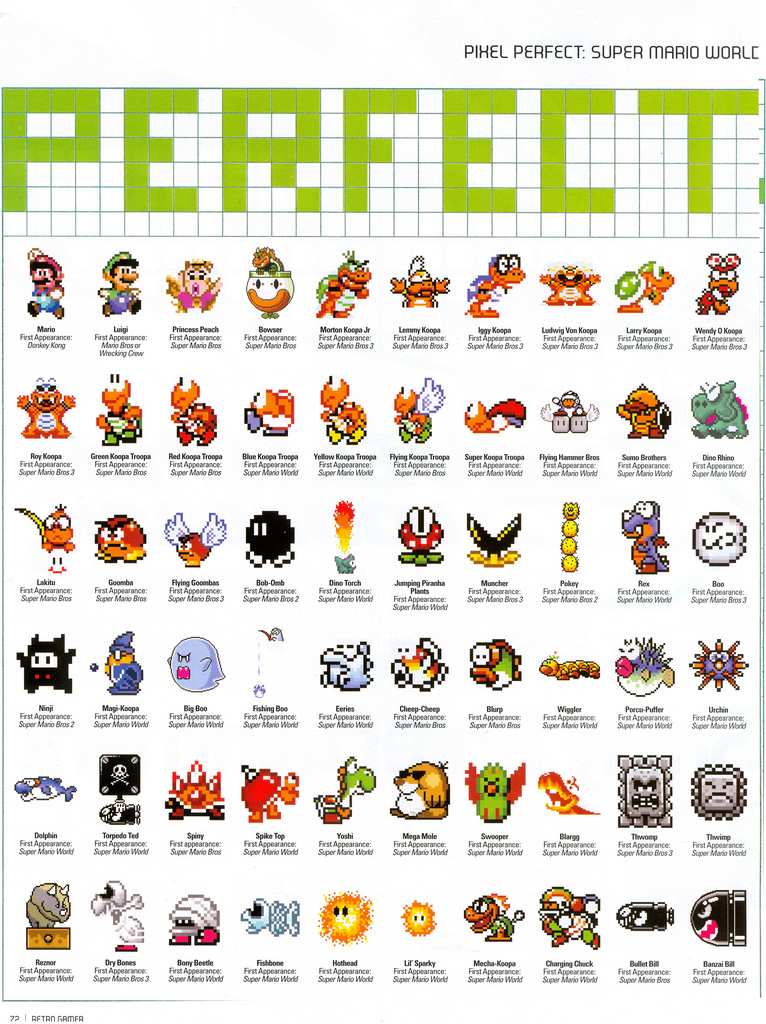 PIXEL PERFECT: SUPER MARIO WORLD
PERFECT
Mario
First Appearance:
Donkey Kong
Luigi
First Appearance:
Mario Bros or
Wrecking Crew
Princess Peach
First Appearance:
Super Mario Bros
Bowser
First Appearance:
Super Mario Bros
Morton Koopa Jr
First Appearance:
Super Mario Bros 3
Lemmy Koopa
First Appearance:
Super Mario Bros 3
Iggy Koopa
First Appearance:
Super Mario Bros 3
Ludwig Von Koopa
First Appearance:
Super Mario Bros 3
Larry Koopa
First Appearance:
Super Mario Bros 3
Wendy O Koopa
First Appearance:
Super Mario Bros 3
Roy Koopa
First Appearance:
Super Mario Bros 3
Green Koopa Troopa
First Appearance:
Super Mario Bros
Red Koopa Troopa
First Appearance:
Super Mario Bros
Blue Koopa Troopa
First Appearance:
Super Mario World
Yellow Koopa Troopa
First Appearance:
Super Mario World
Flying Koopa Troopa
First Appearance:
Super Mario Bros
Super Koopa Troopa
First Appearance:
Super Mario World
Flying Hammer Bros
First Appearance:
Super Mario World
Sumo Brothers
First Appearance:
Super Mario World
Dino Rhino
First Appearance:
Super Mario World
Lakitu
First Appearance:
Super Mario Bros
Goomba
First Appearance:
Super Mario Bros
Flying Goombas
First Appearance:
Super Mario Bros 3
Bob-Omb
First Appearance:
Super Mario Bros 2
Dino Torch
First Appearance:
Super Mario World
Jumping Piranha
Plants
First Appearance:
Super Mario World
Muncher
First Appearance:
Super Mario Bros 3
Pokey
First Appearance:
Super Mario Bros 2
Rex
First Appearance:
Super Mario World
Boo
First Appearance:
Super Mario Bros 3
Ninji
First Appearance:
Super Mario Bros 2
Magi-Koopa
First Appearance:
Super Mario World
Big Boo
First Appearance:
Super Mario World
Fishing Boo
First Appearance:
Super Mario World
Eeries
First Appearance:
Super Mario World
Cheep-Cheep
First Appearance:
Super Mario Bros
Blurp
First Appearance:
Super Mario World
Wiggler
First Appearance:
Super Mario World
Porcu-Puffer
First Appearance:
Super Mario World
Urchin
First Appearance:
Super Mario World
Dolphin
First Appearance:
Super Mario World
Torpedo Ted
First Appearance:
Super Mario World
Spiny
First Appearance:
Super Mario Bros
Spike Top
First Appearance:
Super Mario World
Yoshi
First Appearance:
Super Mario World
Mega Mole
First Appearance:
Super Mario World
Swooper
First Appearance:
Super Mario World
Blargg
First Appearance:
Super Mario World
Thwomp
First Appearance:
Super Mario Bros 3
Thwimp
First Appearance:
Super Mario World
Reznor
First Appearance:
Super Mario World
Dry Bones
First Appearance:
Super Mario Bros 3
Bony Beetle
First Appearance:
Super Mario World
Fishbone
First Appearance:
Super Mario World
Hothead
First Appearance:
Super Mario World
Lil' Sparky
First Appearance:
Super Mario World
Mecha-Koopa
First Appearance:
Super Mario World
Charging Chuck
First Appearance:
Super Mario World
Bullet Bill
First Appearance:
Super Mario Bros
Banzai Bill
First Appearance:
Super Mario World
72 | RETRO GAMER